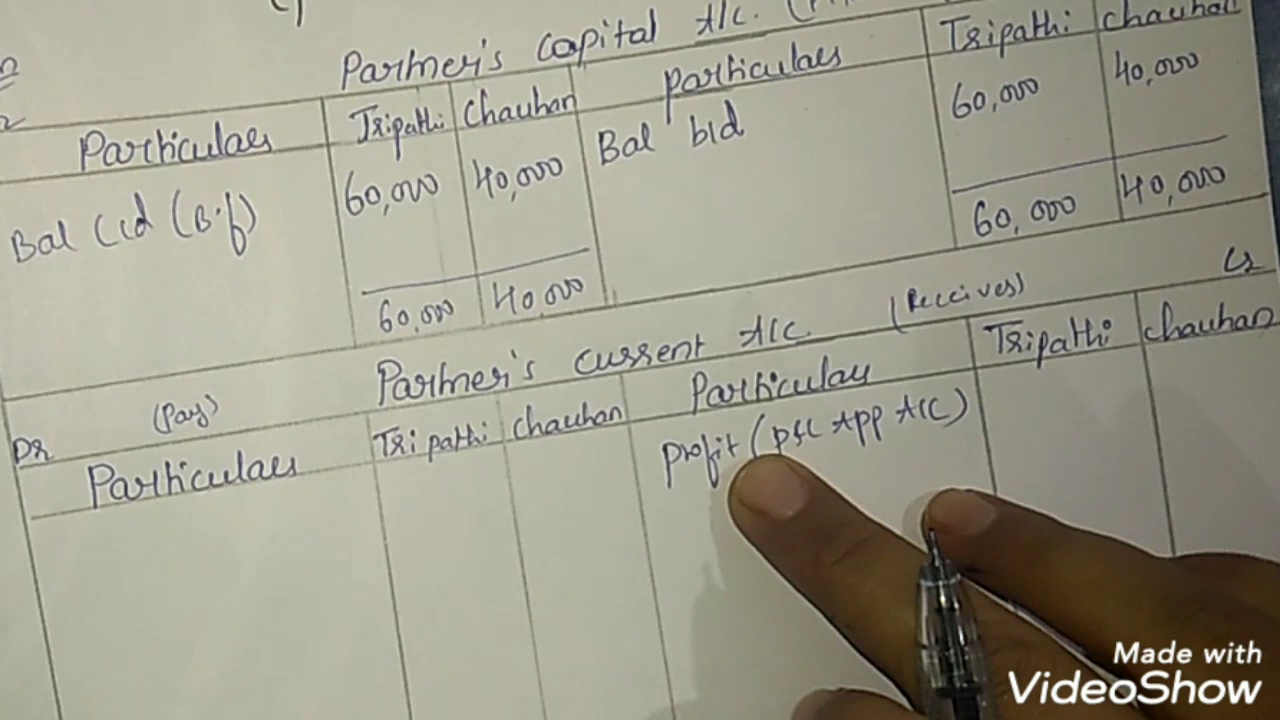 Partner's Capital A/c.
Particulars Tripathi Chauhan Particulars Tripathi Chauhan
Bal c/d (B.f) 60,000 40,000 Bal b/d 60,000 40,000
60,000 40,000 60,000 40,000
Partner's current A/c. (Receives) Cr
Dr (Pay)
Particulars Tripathi Chauhan Particulars Tripathi Chauhan
Profit (P&L App A/C)
Made with
VideoShow